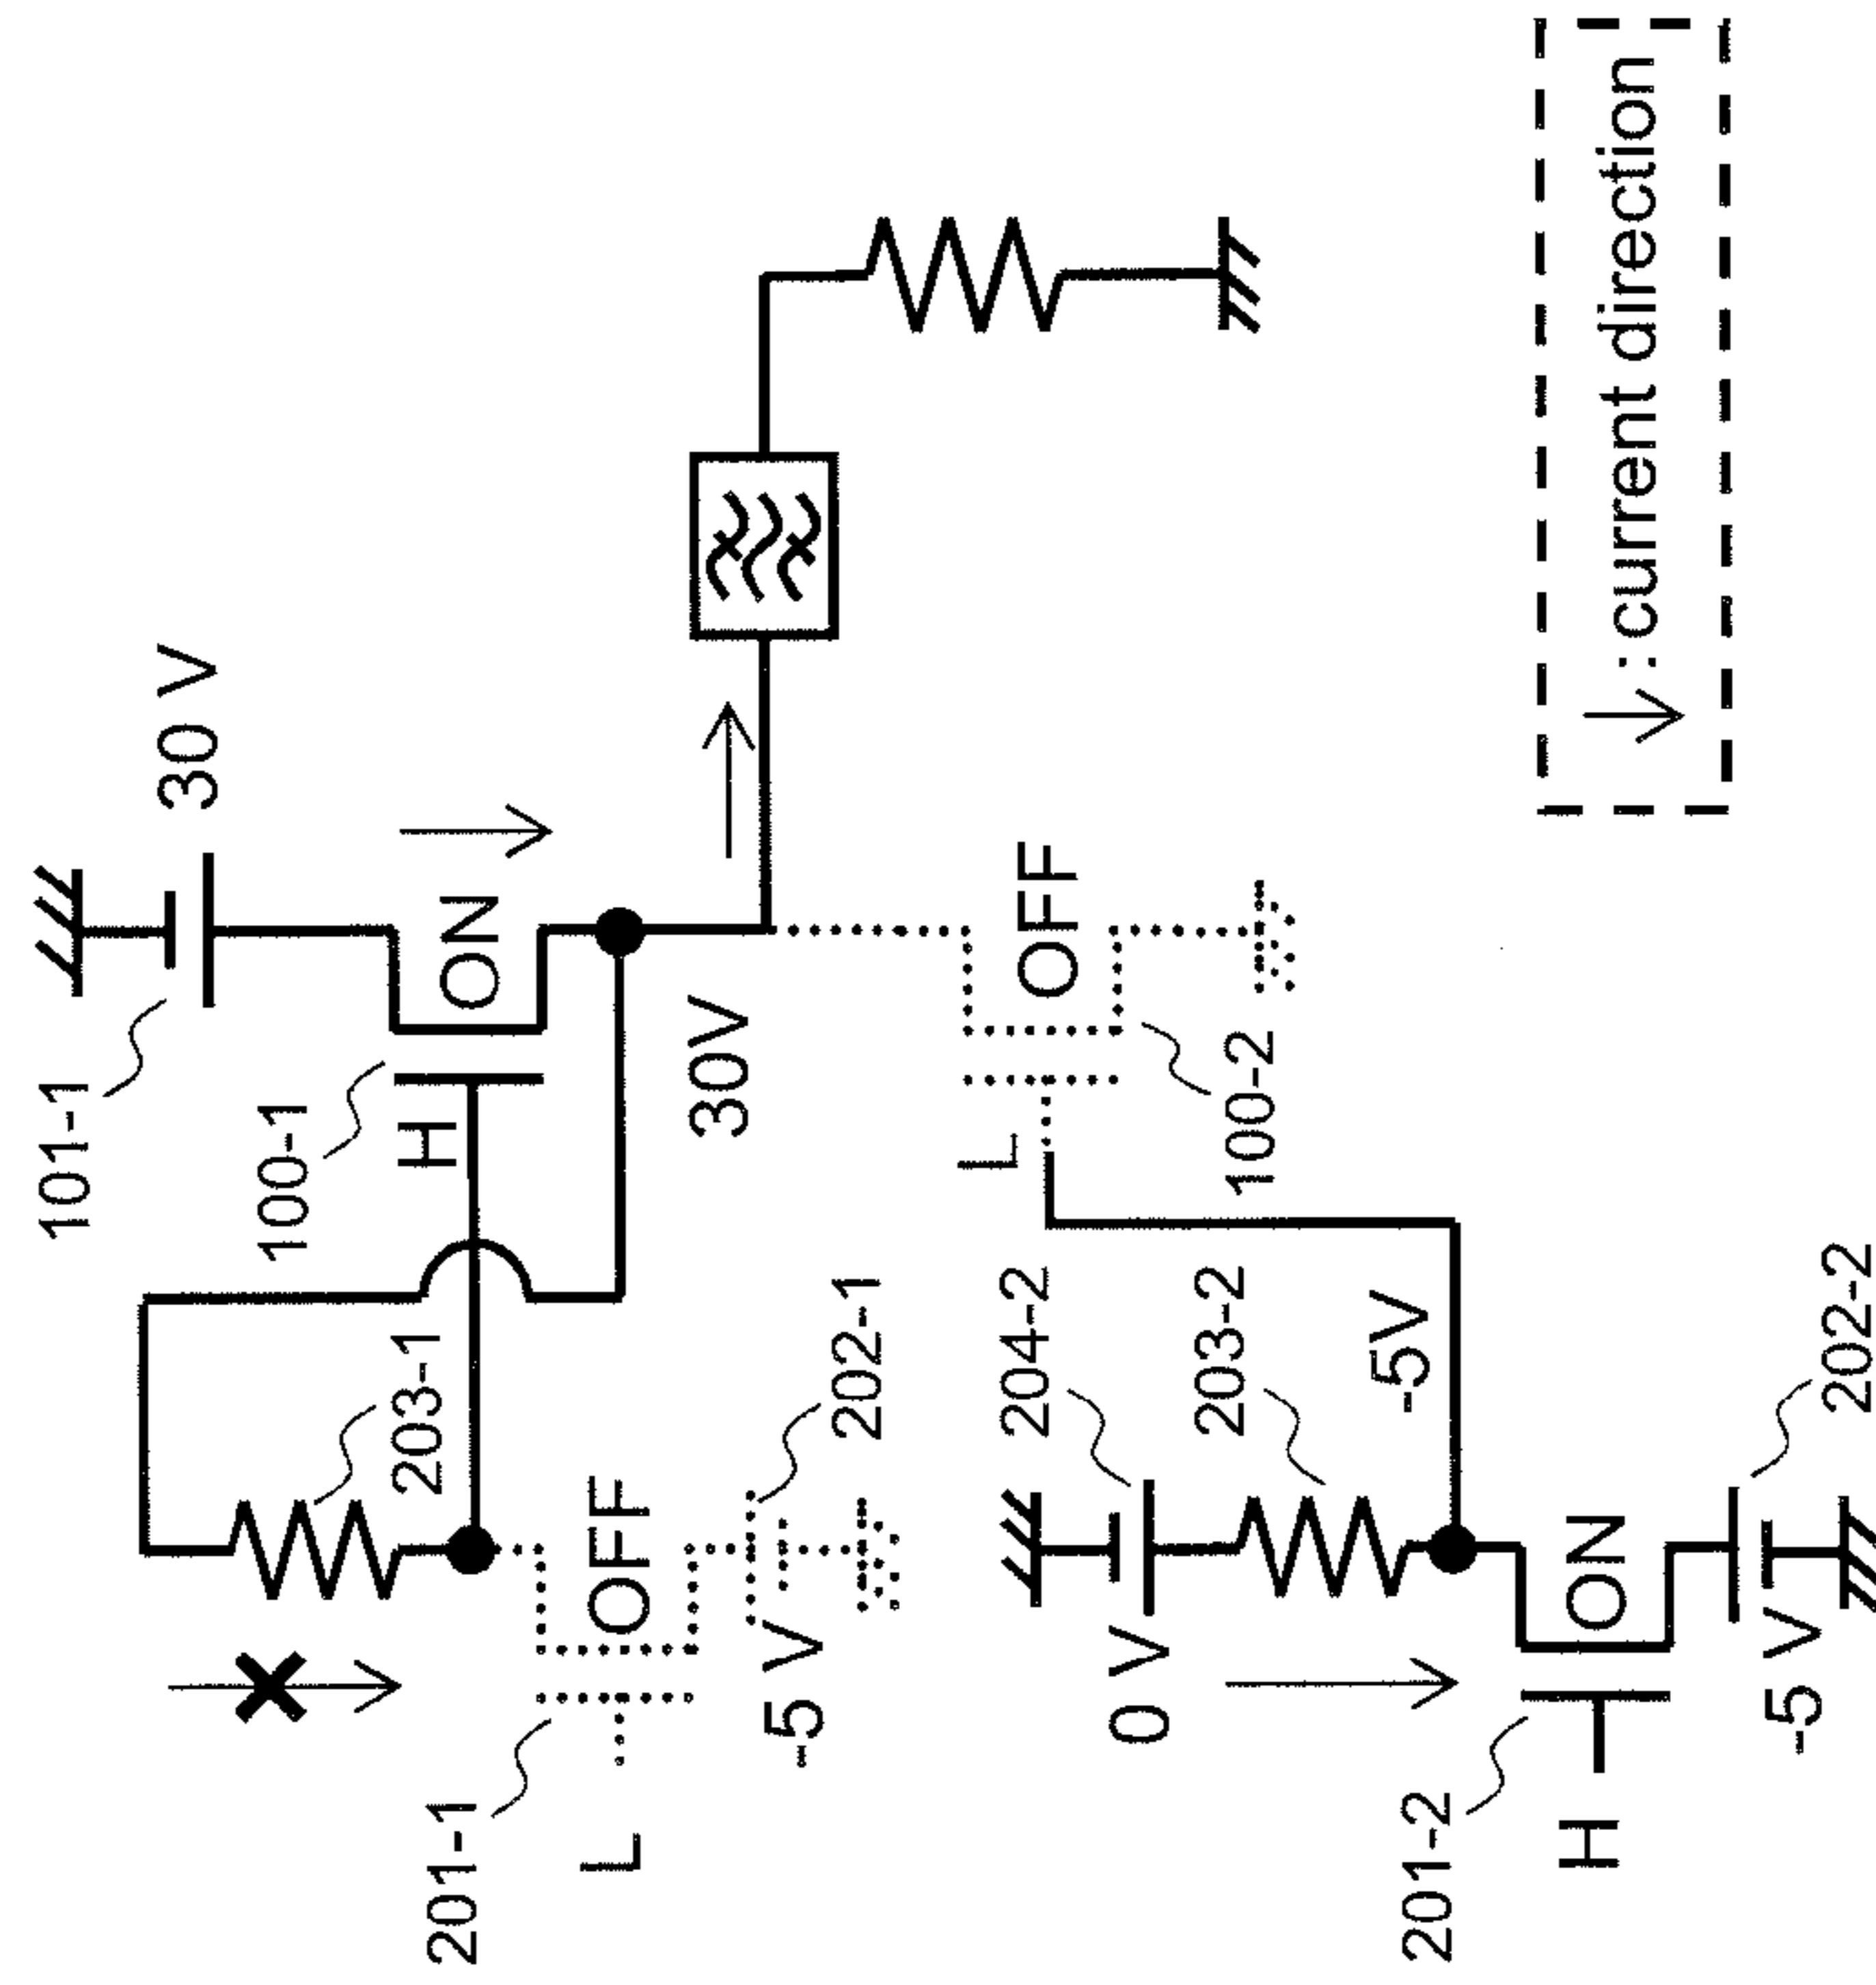 101-1
30 V
100-1
H
ON
203-1
30V
201-1
L
OFF
202-1
-5 V
L
OFF
100-2
204-2
0 V
203-2
-5V
201-2
H
ON
202-2
-5 V
: current direction